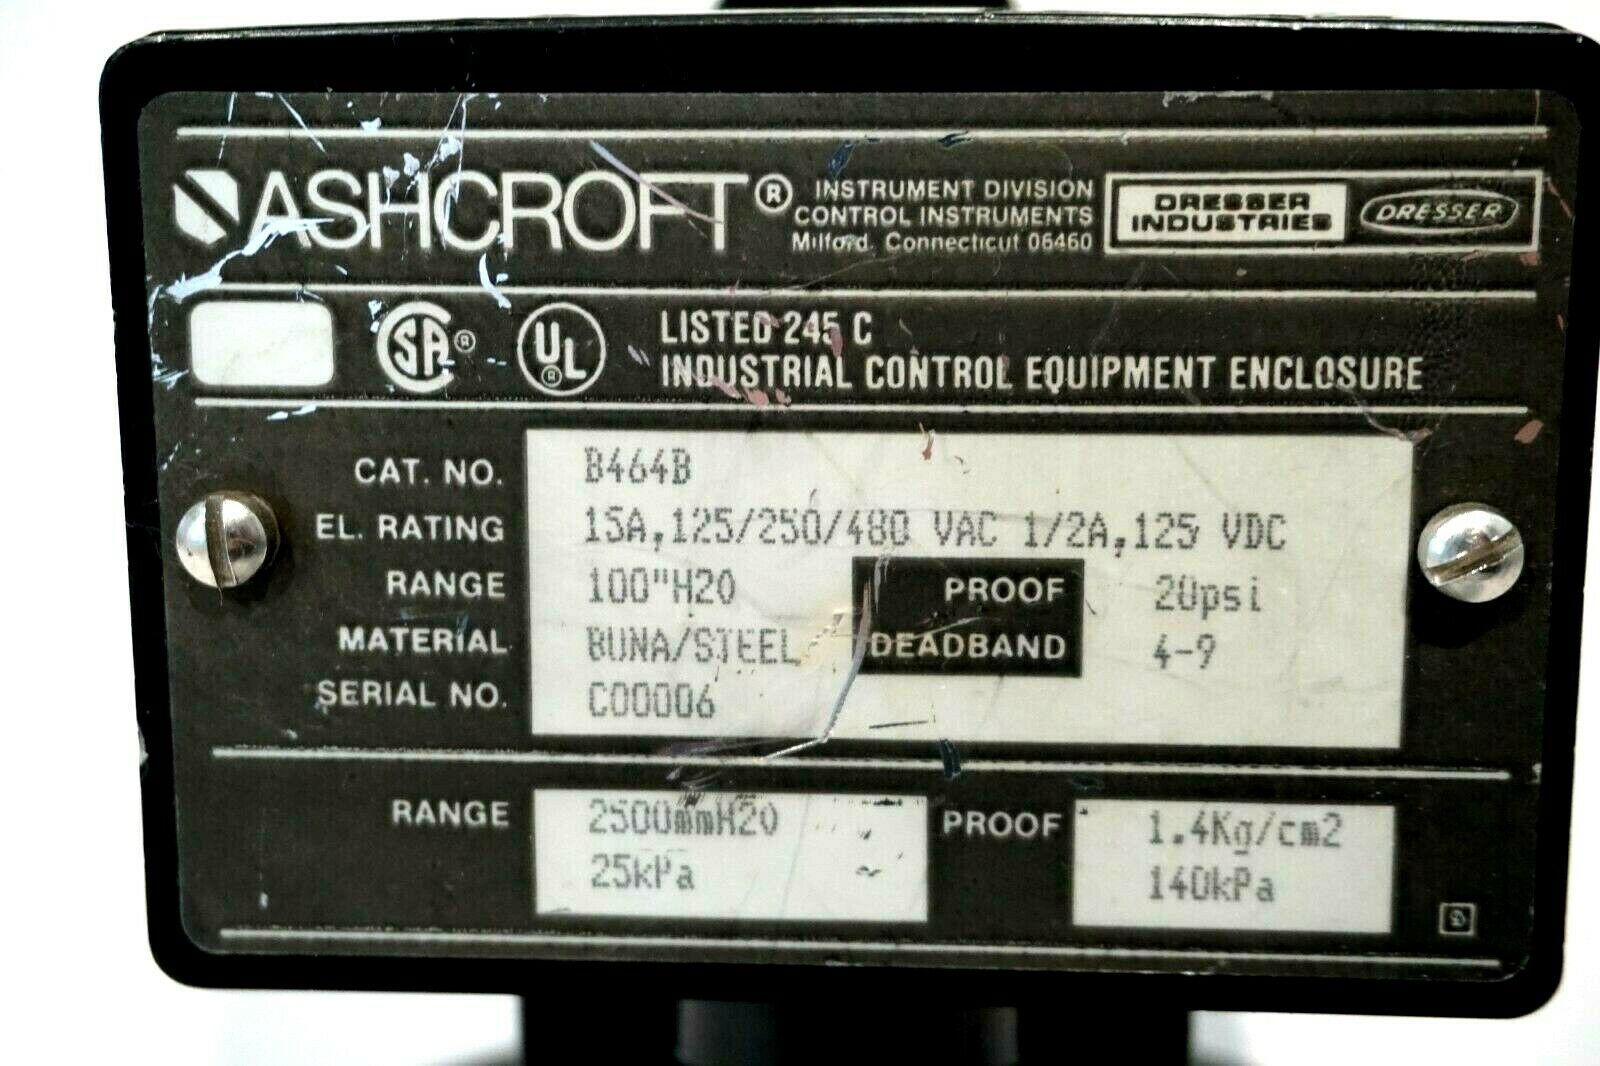 ASHCROFT®
INSTRUMENT DIVISION
CONTROL INSTRUMENTS
Milford, Connecticut 06460
DRESSER
INDUSTRIES
DRESSER
CSA®
UL®
LISTED 245 C
INDUSTRIAL CONTROL EQUIPMENT ENCLOSURE
CAT. NO. B464B
EL. RATING 15A,125/250/480 VAC 1/2A,125 VDC
RANGE 100"H20 PROOF 20psi
MATERIAL BUNA/STEEL DEADBAND 4-9
SERIAL NO. C00006
RANGE 2500mmH20 PROOF 1.4Kg/cm2
25kPa 140kPa